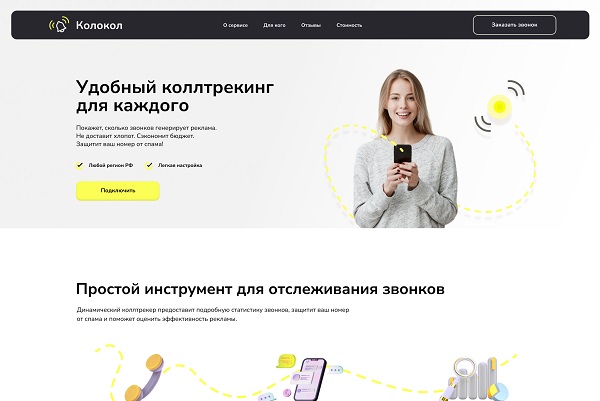 Колокол
О сервисе
Для кого
Отзывы
Стоимость
Заказать звонок
Удобный коллтрекинг
для каждого
Покажет, сколько звонков генерирует реклама.
Не доставит хлопот. Сэкономит бюджет.
Защитит ваш номер от спама!
Любой регион РФ
Легкая настройка
Подключить
Простой инструмент для отслеживания звонков
Динамический коллтрекер предоставит подробную статистику звонков, защитит ваш номер
от спама и поможет оценить эффективность рекламы.